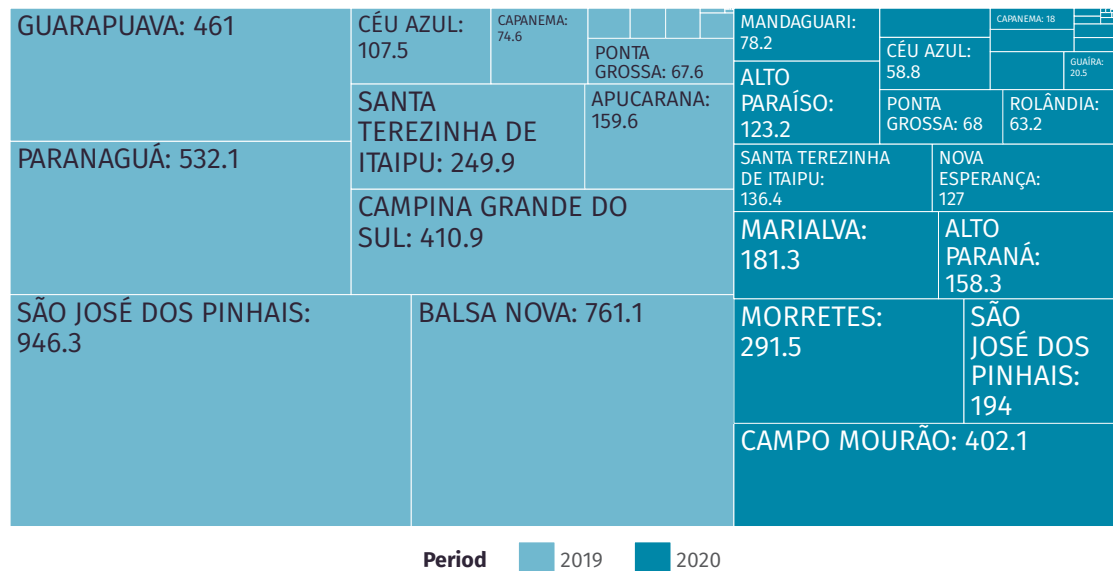 GUARAPUAVA: 461
PARANAGUÁ: 532.1
SÃO JOSÉ DOS PINHAIS:
946.3
CÉU AZUL:
107.5
CAPANEMA:
74.6
PONTA
GROSSA: 67.6
SANTA
TEREZINHA DE
ITAIPU: 249.9
APUCARANA:
159.6
CAMPINA GRANDE DO
SUL: 410.9
BALSA NOVA: 761.1
MANDAGUARI:
78.2
CAPANEMA: 18
CÉU AZUL:
58.8
GUAÍRA:
20.5
ALTO
PARAÍSO:
123.2
PONTA
GROSSA: 68
ROLÂNDIA:
63.2
SANTA TEREZINHA
DE ITAIPU:
136.4
NOVA
ESPERANÇA:
127
MARIALVA:
181.3
ALTO
PARANÁ:
158.3
MORRETES:
291.5
SÃO
JOSÉ DOS
PINHAIS:
194
CAMPO MOURÃO: 402.1
Period 2019 2020